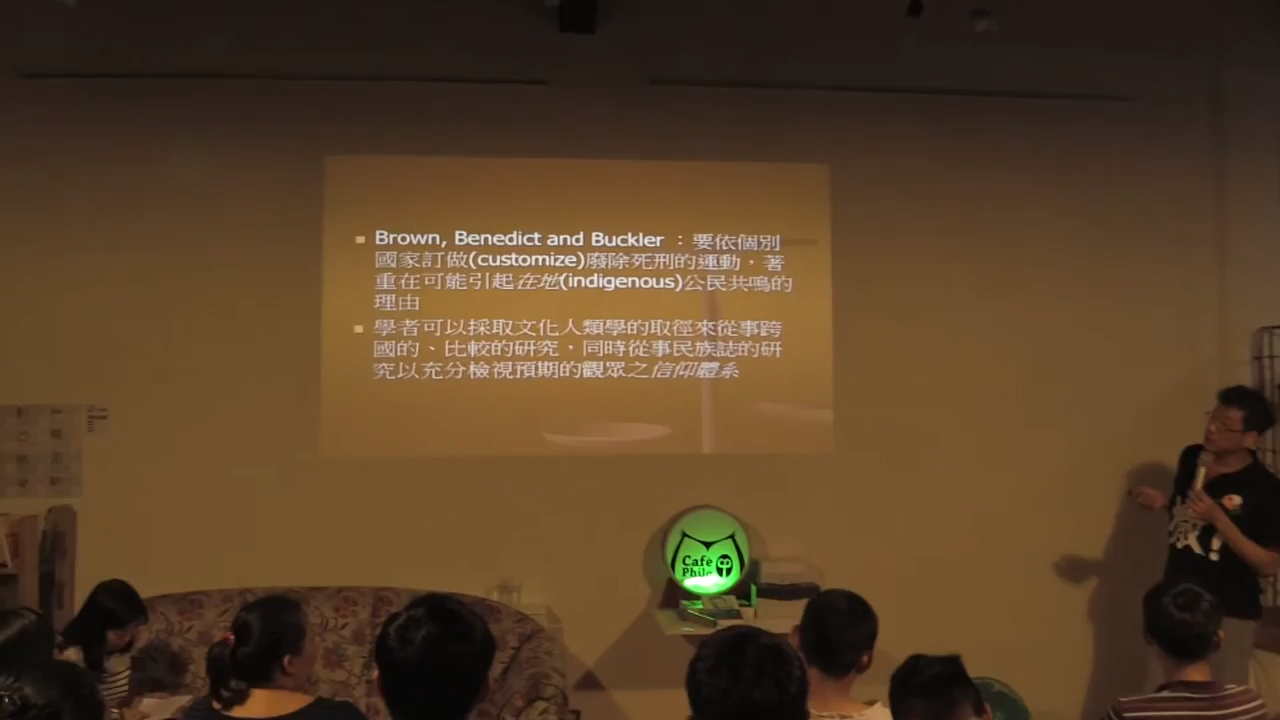 Brown, Benedict and Buckler ：要依個別
國家訂做(customize)廢除死刑的運動，著
重在可能引起在地(indigenous)公民共鳴的
理由
學者可以採取文化人類學的取徑來從事跨
國的、比較的研究，同時從事民族誌的研
究以充分檢視預期的觀眾之信仰體系
Café
Philo